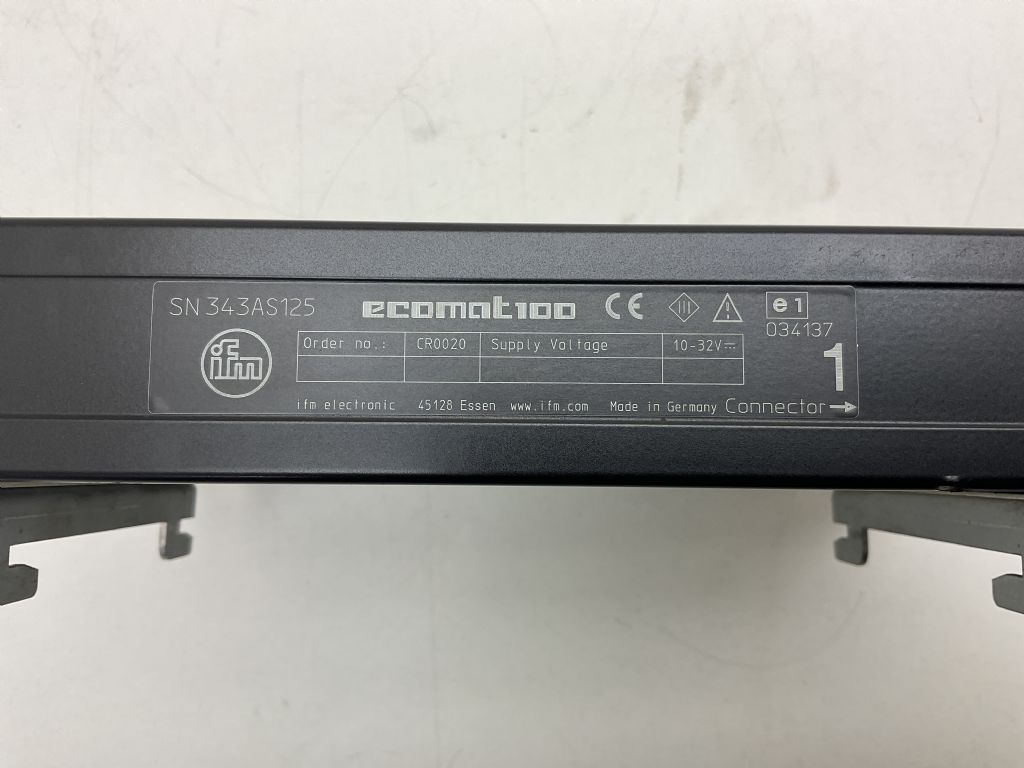 SN 343AS125 ecomat100 CE e1
034137
ifm
Order no.: CR0020 Supply Voltage 10-32V⎓
1
ifm electronic 45128 Essen www.ifm.com Made in Germany Connector→